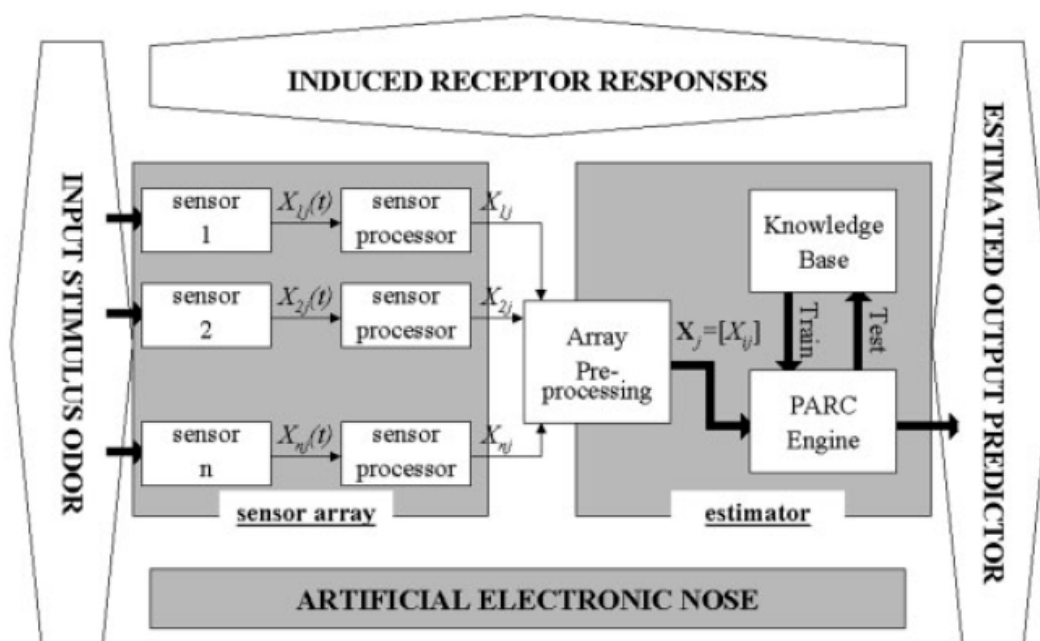 INDUCED RECEPTOR RESPONSES
INPUT STIMULUS ODOR
sensor
1
X1j(t)
sensor
processor
X1j
sensor
2
X2j(t)
sensor
processor
X2j
sensor
n
Xnj(t)
sensor
processor
Xnj
sensor array
Array
Pre-
processing
Xj=[Xij]
Knowledge
Base
Train
Test
PARC
Engine
estimator
ESTIMATED OUTPUT PREDICTOR
ARTIFICIAL ELECTRONIC NOSE